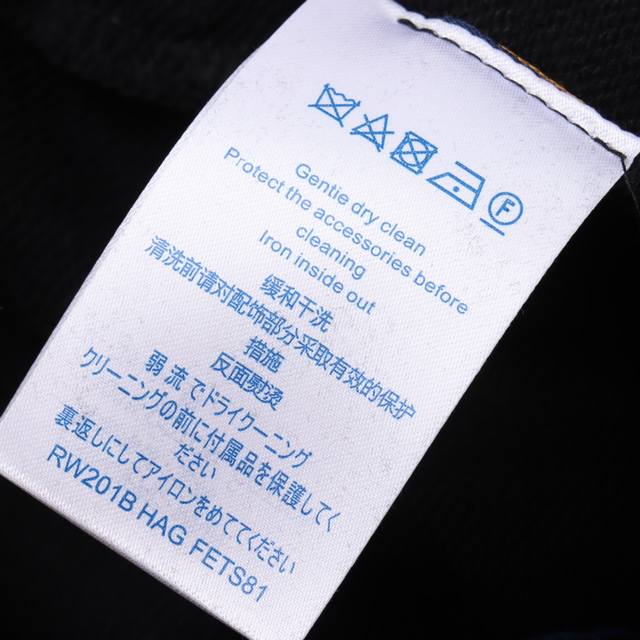 F
Gentie dry clean
Protect the accessories before
cleaning
Iron inside out
缓和干洗
清洗前请对配饰部分采取有效的保护
措施
反面熨烫
弱 流 でドライクーニング
クリーニングの前に付属品を保護してく
ださい
裏返しにしてアイロンをめててください
RW201B HAG FETS81